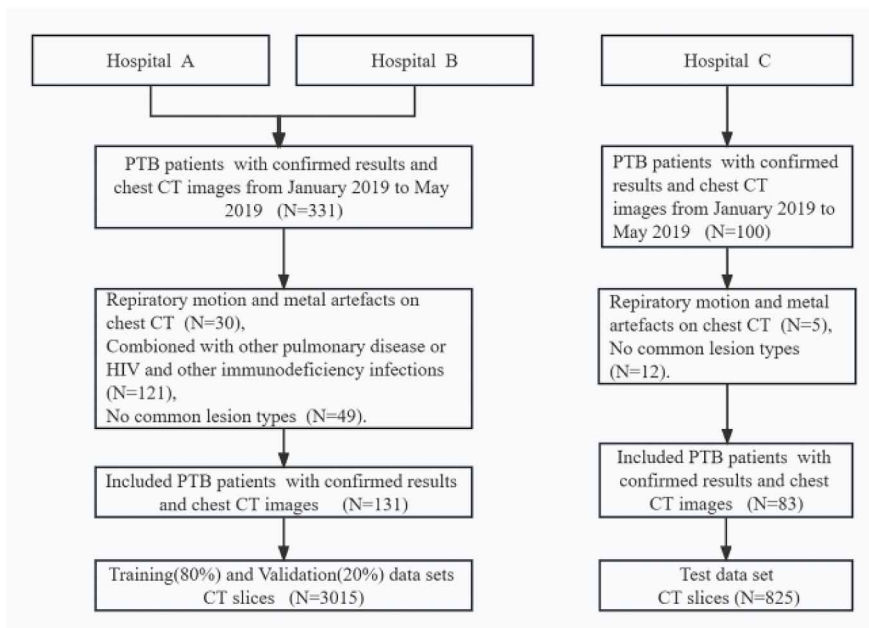 Hospital A
Hospital B
PTB patients with confirmed results and
chest CT images from January 2019 to May
2019 (N=331)
Repiratory motion and metal artefacts on
chest CT (N=30),
Combined with other pulmonary disease or
HIV and other immunodeficiency infections
(N=121),
No common lesion types (N=49).
Included PTB patients with confirmed results
and chest CT images (N=131)
Training(80%) and Validation(20%) data sets
CT slices (N=3015)
Hospital C
PTB patients with confirmed
results and chest CT
images from January 2019 to
May 2019 (N=100)
Repiratory motion and metal
artefacts on chest CT (N=5),
No common lesion types
(N=12).
Included PTB patients with
confirmed results and chest
CT images (N=83)
Test data set
CT slices (N=825)